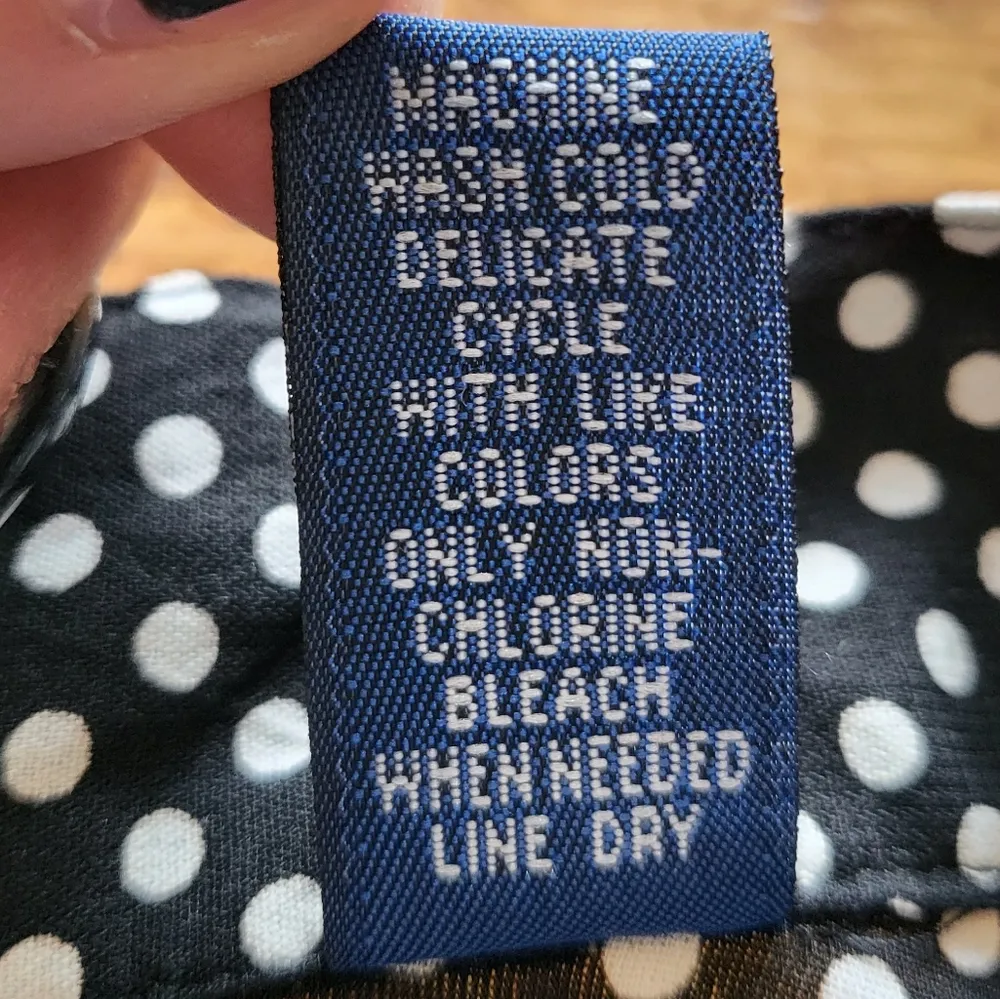 MACHINE
WASH COLD
DELICATE
CYCLE
WITH LIKE
COLORS
ONLY NON-
CHLORINE
BLEACH
WHEN NEEDED
LINE DRY